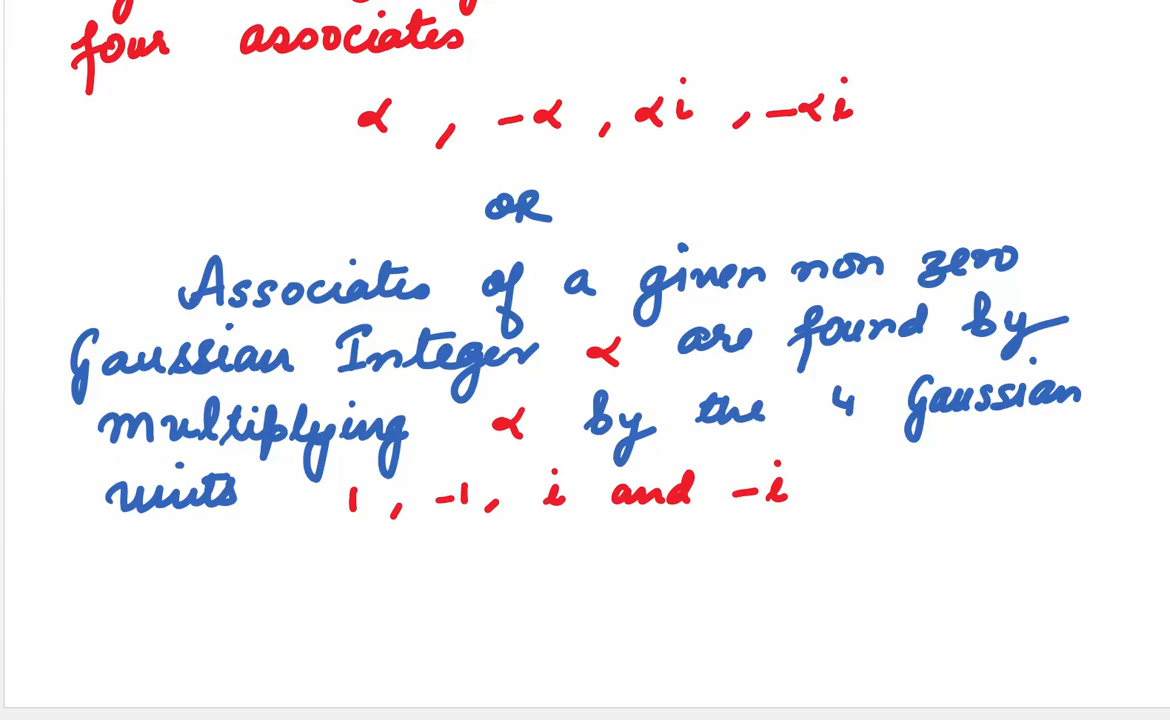 four associates
α , -α , αi , -αi
OR
Associates of a given non zero
Gaussian Integer α are found by
multiplying α by the 4 Gaussian
units 1 , -1 , i and -i